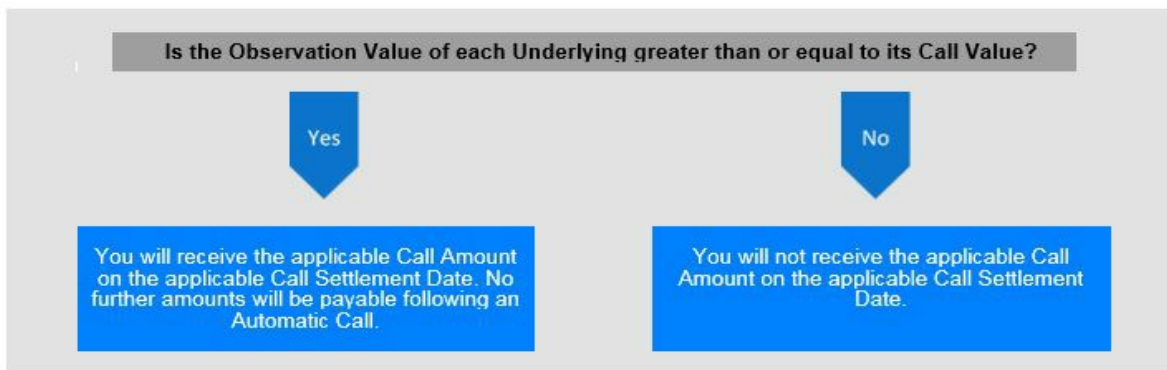 Is the Observation Value of each Underlying greater than or equal to its Call Value?
Yes
No
You will receive the applicable Call Amount
on the applicable Call Settlement Date. No
further amounts will be payable following an
Automatic Call.
You will not receive the applicable Call
Amount on the applicable Call Settlement
Date.